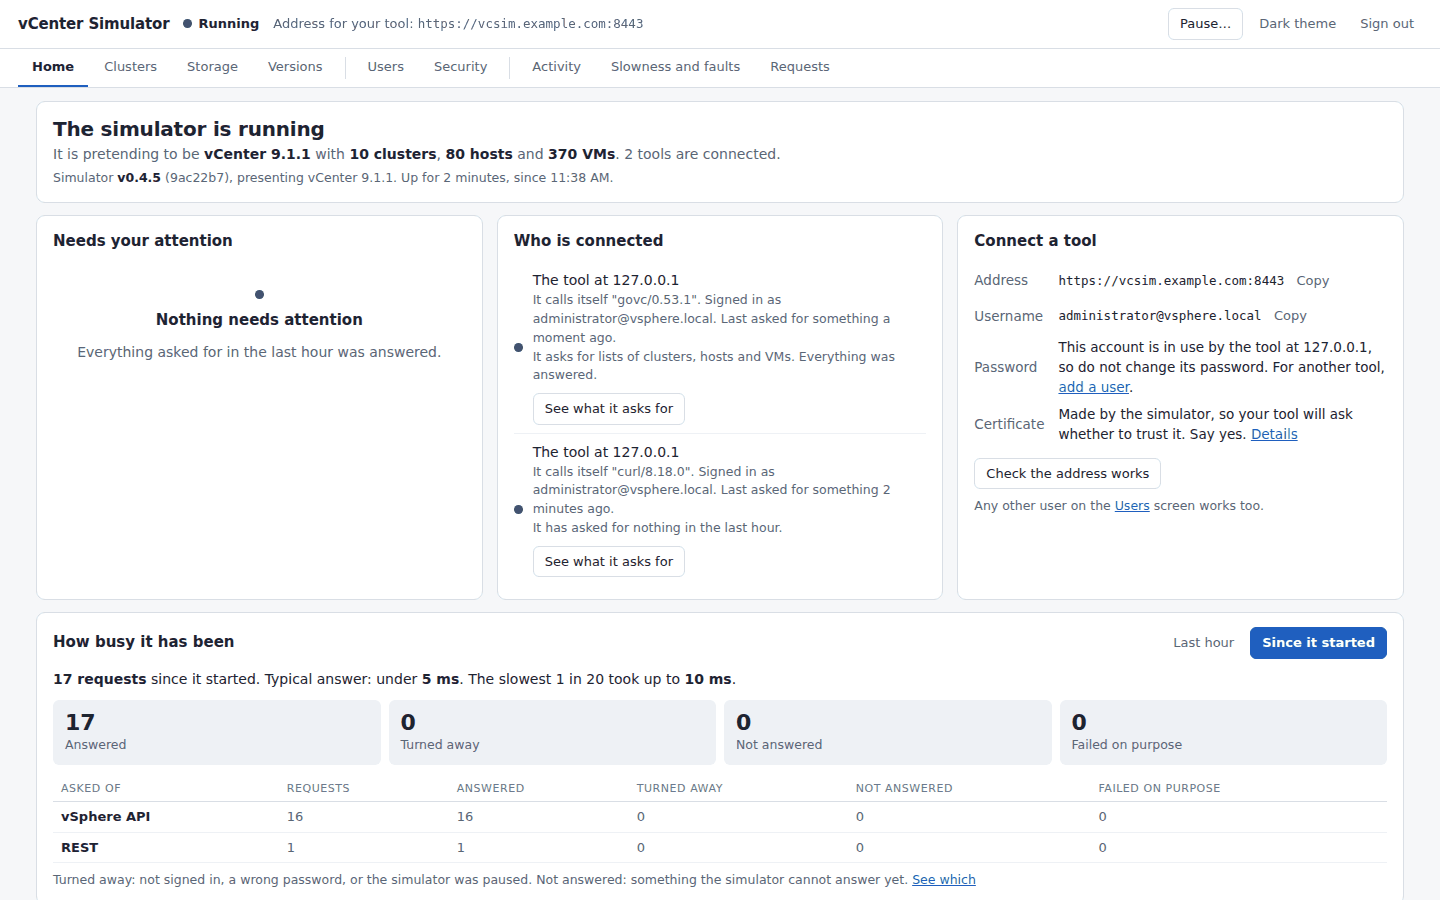 vCenter Simulator Running Address for your tool: https://vcsim.example.com:8443 Pause... Dark theme Sign out
Home Clusters Storage Versions Users Security Activity Slowness and faults Requests
The simulator is running
It is pretending to be vCenter 9.1.1 with 10 clusters, 80 hosts and 370 VMs. 2 tools are connected.
Simulator v0.4.5 (9ac22b7), presenting vCenter 9.1.1. Up for 2 minutes, since 11:38 AM.
Needs your attention
Nothing needs attention
Everything asked for in the last hour was answered.
Who is connected
The tool at 127.0.0.1
It calls itself "govc/0.53.1". Signed in as
administrator@vsphere.local. Last asked for something a
moment ago.
It asks for lists of clusters, hosts and VMs. Everything was
answered.
See what it asks for
The tool at 127.0.0.1
It calls itself "curl/8.18.0". Signed in as
administrator@vsphere.local. Last asked for something 2
minutes ago.
It has asked for nothing in the last hour.
See what it asks for
Connect a tool
Address https://vcsim.example.com:8443 Copy
Username administrator@vsphere.local Copy
Password This account is in use by the tool at 127.0.0.1,
so do not change its password. For another tool,
add a user.
Certificate Made by the simulator, so your tool will ask
whether to trust it. Say yes. Details
Check the address works
Any other user on the Users screen works too.
How busy it has been Last hour Since it started
17 requests since it started. Typical answer: under 5 ms. The slowest 1 in 20 took up to 10 ms.
17 0 0 0
Answered Turned away Not answered Failed on purpose
ASKED OF REQUESTS ANSWERED TURNED AWAY NOT ANSWERED FAILED ON PURPOSE
vSphere API 16 16 0 0 0
REST 1 1 0 0 0
Turned away: not signed in, a wrong password, or the simulator was paused. Not answered: something the simulator cannot answer yet. See which